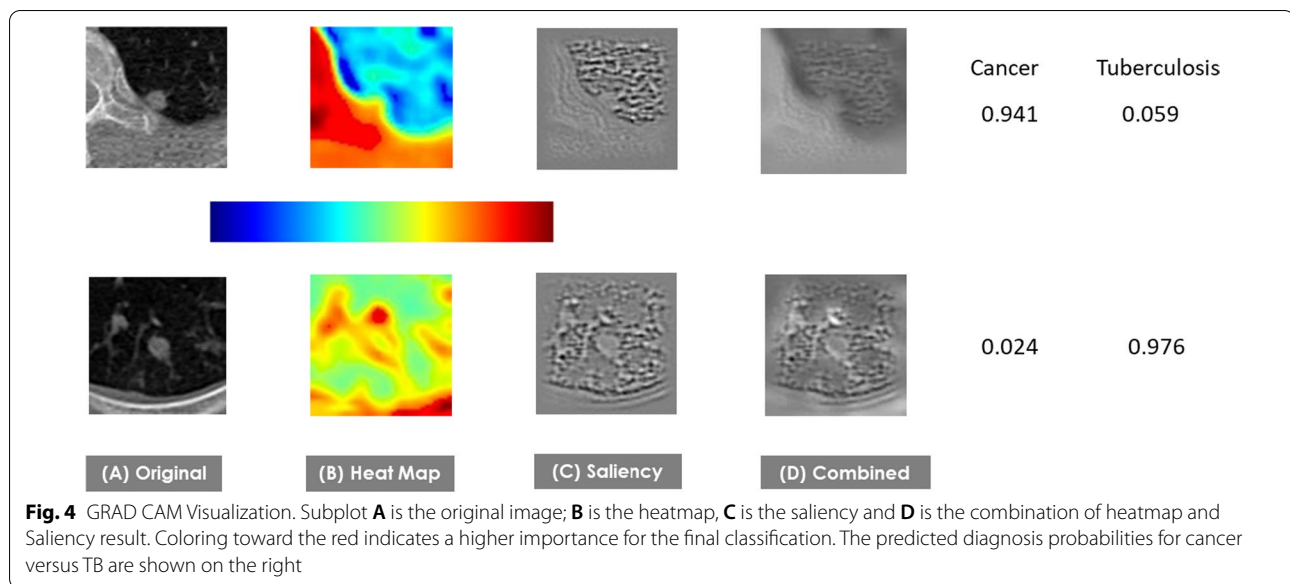 Cancer Tuberculosis
0.941 0.059
0.024 0.976
(A) Original (B) Heat Map (C) Saliency (D) Combined
Fig. 4 GRAD CAM Visualization. Subplot A is the original image; B is the heatmap, C is the saliency and D is the combination of heatmap and
Saliency result. Coloring toward the red indicates a higher importance for the final classification. The predicted diagnosis probabilities for cancer
versus TB are shown on the right